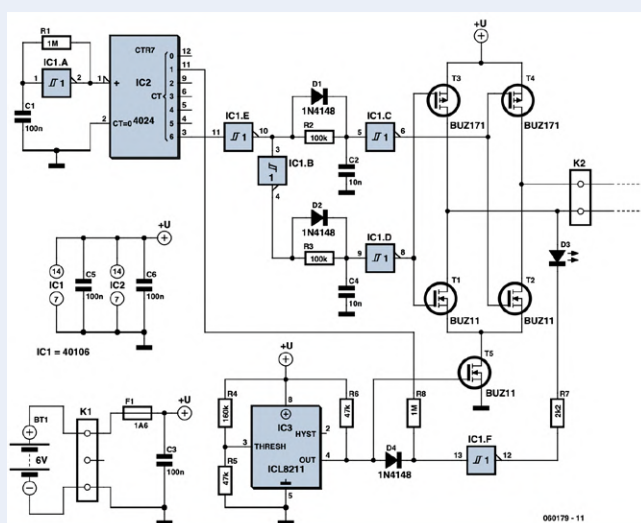 R1
1M
IC1.A
1
2
C1
100n
CTR7
IC2
CT
4024
CT=0
1
+
2
0
1
2
3
4
5
6
12
11
9
6
5
4
3
11
IC1.E
1
10
3
IC1.B
1
4
D1
1N4148
R2
100k
C2
10n
5
IC1.C
1
6
D2
1N4148
R3
100k
C4
10n
9
IC1.D
1
8
+U
T3
BUZ171
T4
BUZ171
K2
T1
BUZ11
T2
BUZ11
D3
T5
BUZ11
R7
2k2
+U
14
IC1
7
C5
100n
14
IC2
7
C6
100n
IC1 = 40106
BT1
6V
K1
F1
1A6
+U
C3
100n
+U
R4
160k
R5
47k
8
IC3
3
THRESH
HYST
2
OUT
4
ICL8211
5
R6
47k
R8
1M
D4
1N4148
13
IC1.F
1
12
060179 - 11